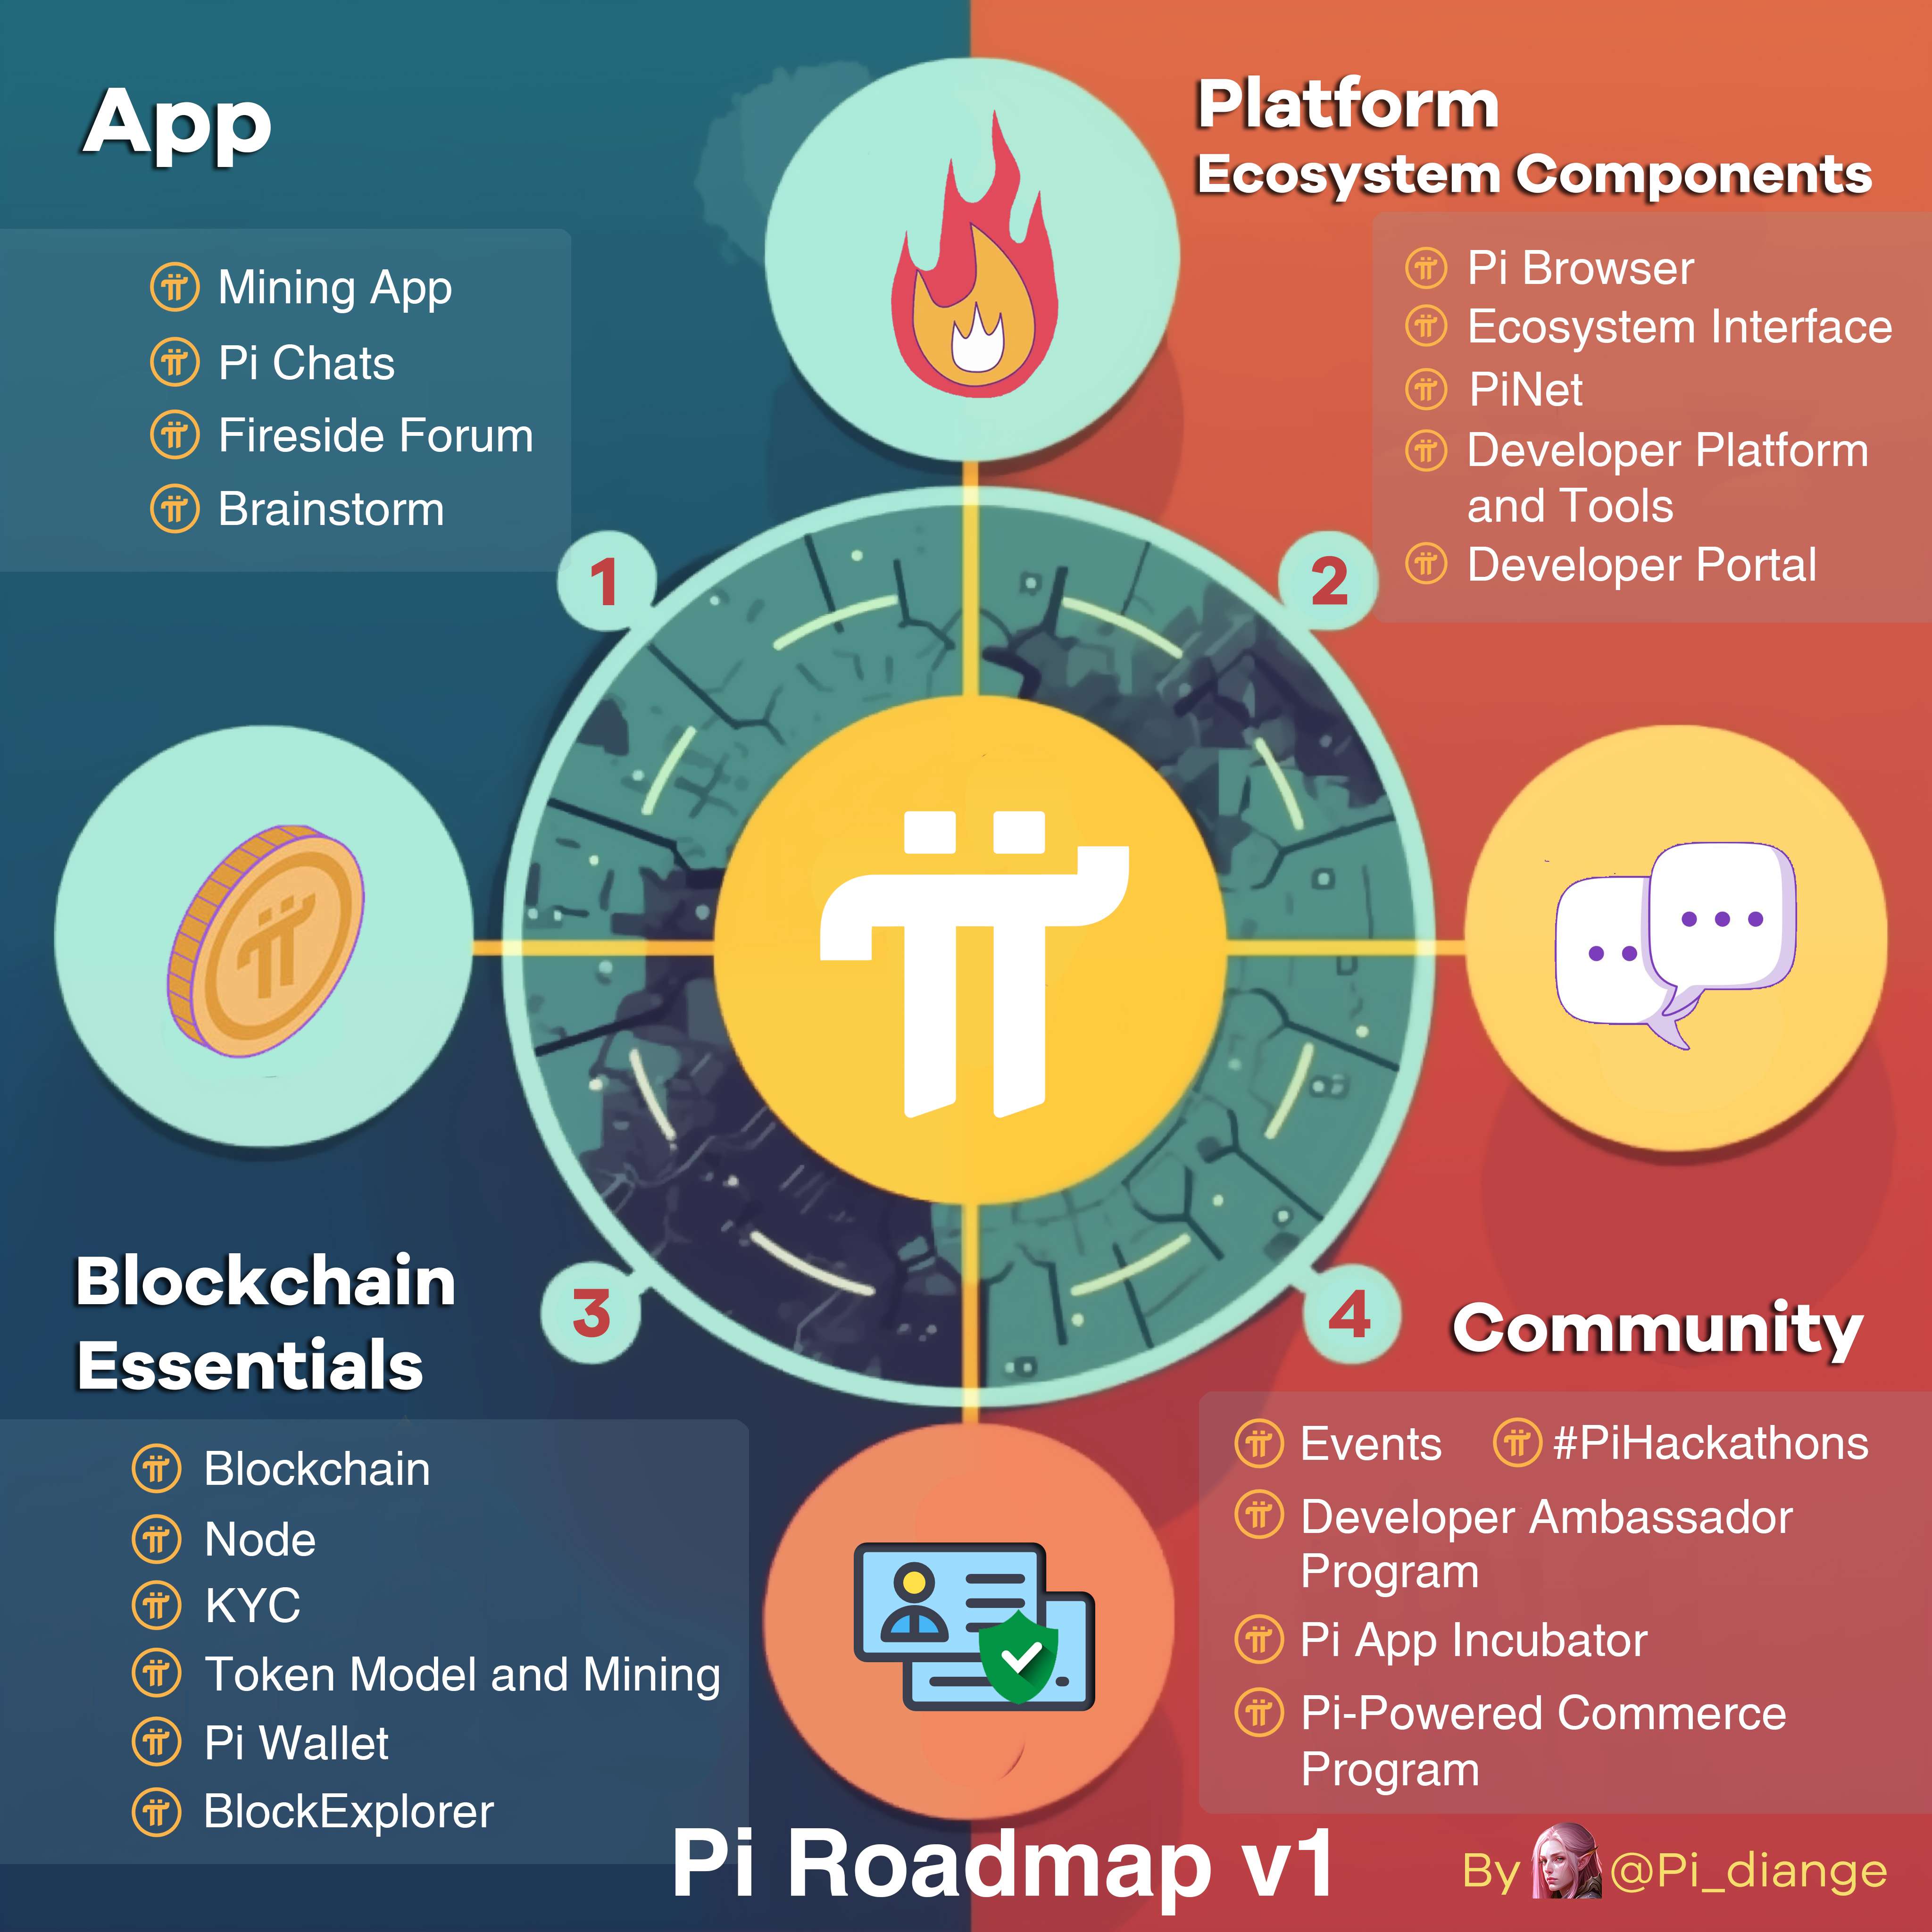 App
Mining App
Pi Chats
Fireside Forum
Brainstorm
1
Platform
Ecosystem Components
Pi Browser
Ecosystem Interface
PiNet
Developer Platform
and Tools
Developer Portal
2
Blockchain
Essentials
3
Blockchain
Node
KYC
Token Model and Mining
Pi Wallet
BlockExplorer
4
Community
Events #PiHackathons
Developer Ambassador
Program
Pi App Incubator
Pi-Powered Commerce
Program
Pi Roadmap v1
By @Pi_diange